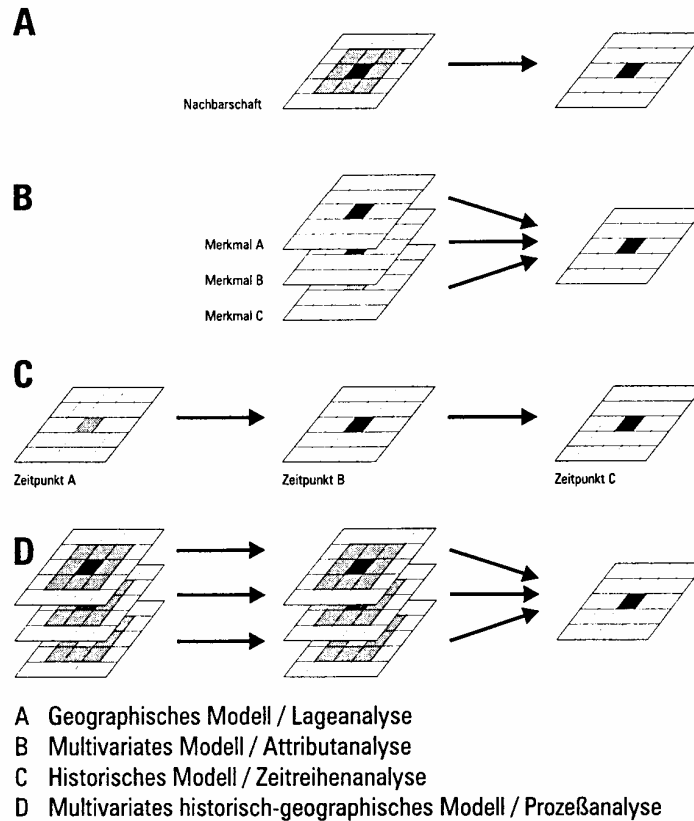 A
Nachbarschaft
B
Merkmal A
Merkmal B
Merkmal C
C
Zeitpunkt A
Zeitpunkt B
Zeitpunkt C
D
A Geographisches Modell / Lageanalyse
B Multivariates Modell / Attributanalyse
C Historisches Modell / Zeitreihenanalyse
D Multivariates historisch-geographisches Modell / Prozeßanalyse